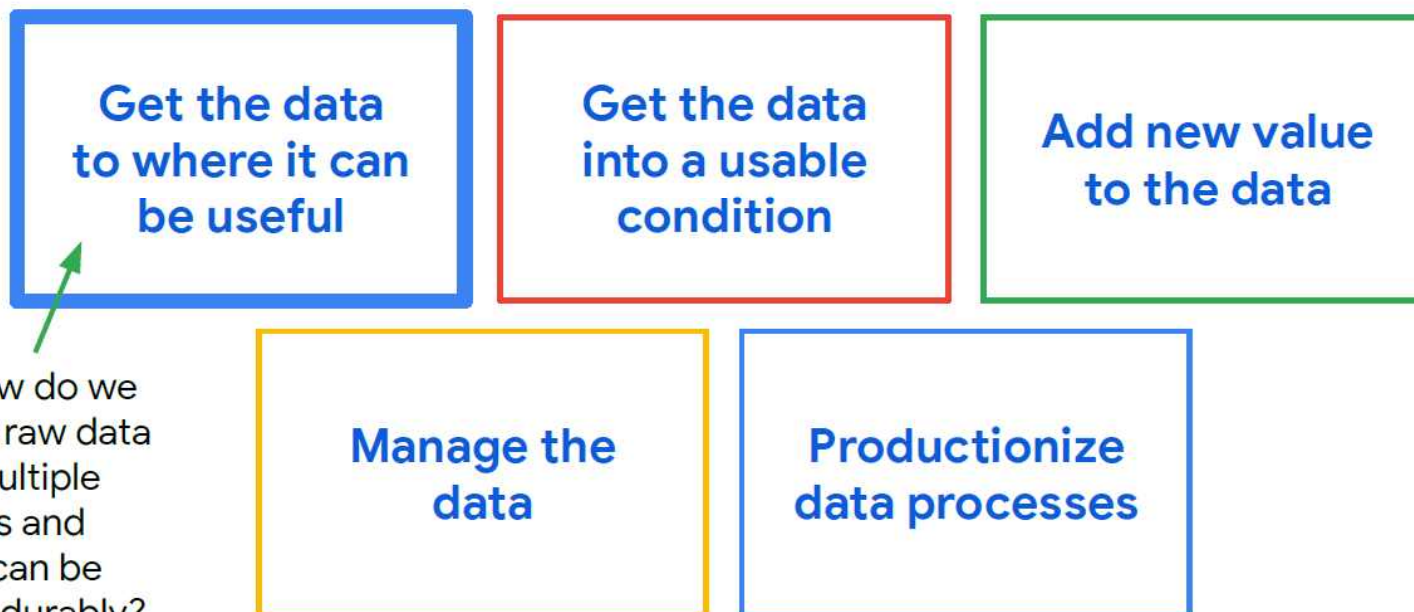 Get the data
to where it can
be useful
Get the data
into a usable
condition
Add new value
to the data
w do we
raw data
ultiple
s and
can be
durably?
Manage the
data
Productionize
data processes